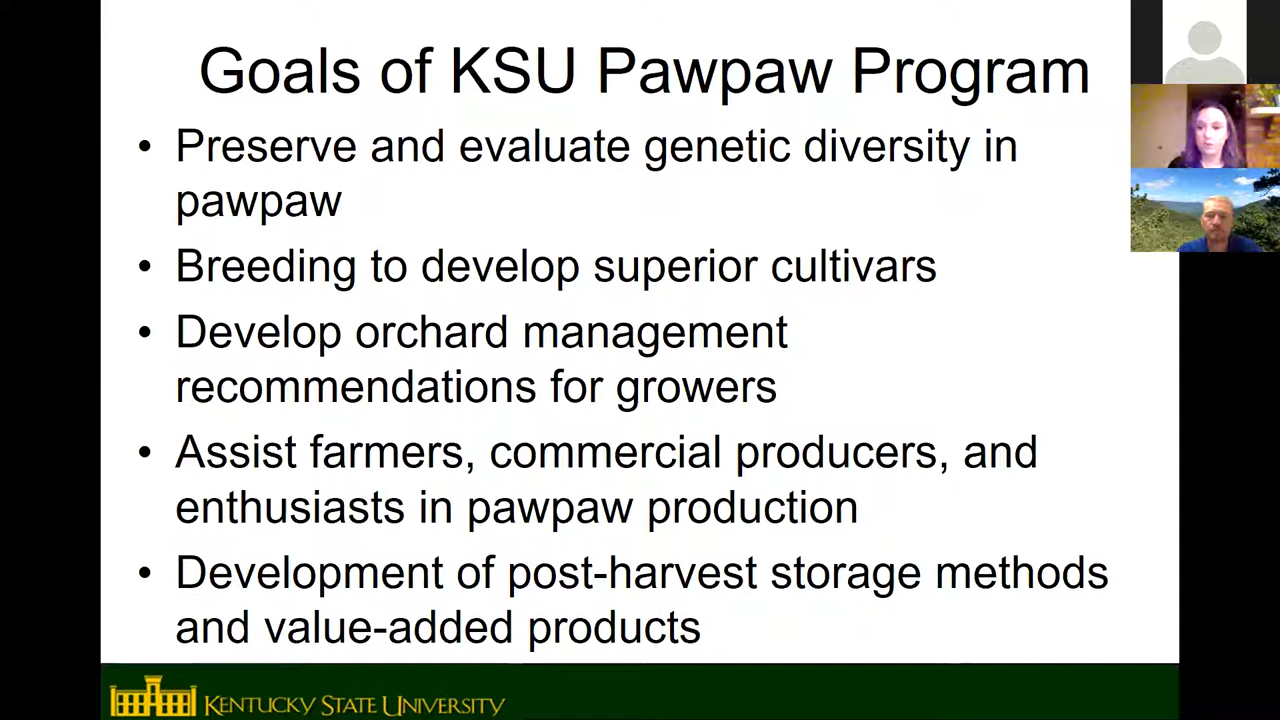 Goals of KSU Pawpaw Program
• Preserve and evaluate genetic diversity in
pawpaw
• Breeding to develop superior cultivars
• Develop orchard management
recommendations for growers
• Assist farmers, commercial producers, and
enthusiasts in pawpaw production
• Development of post-harvest storage methods
and value-added products
KENTUCKY STATE UNIVERSITY